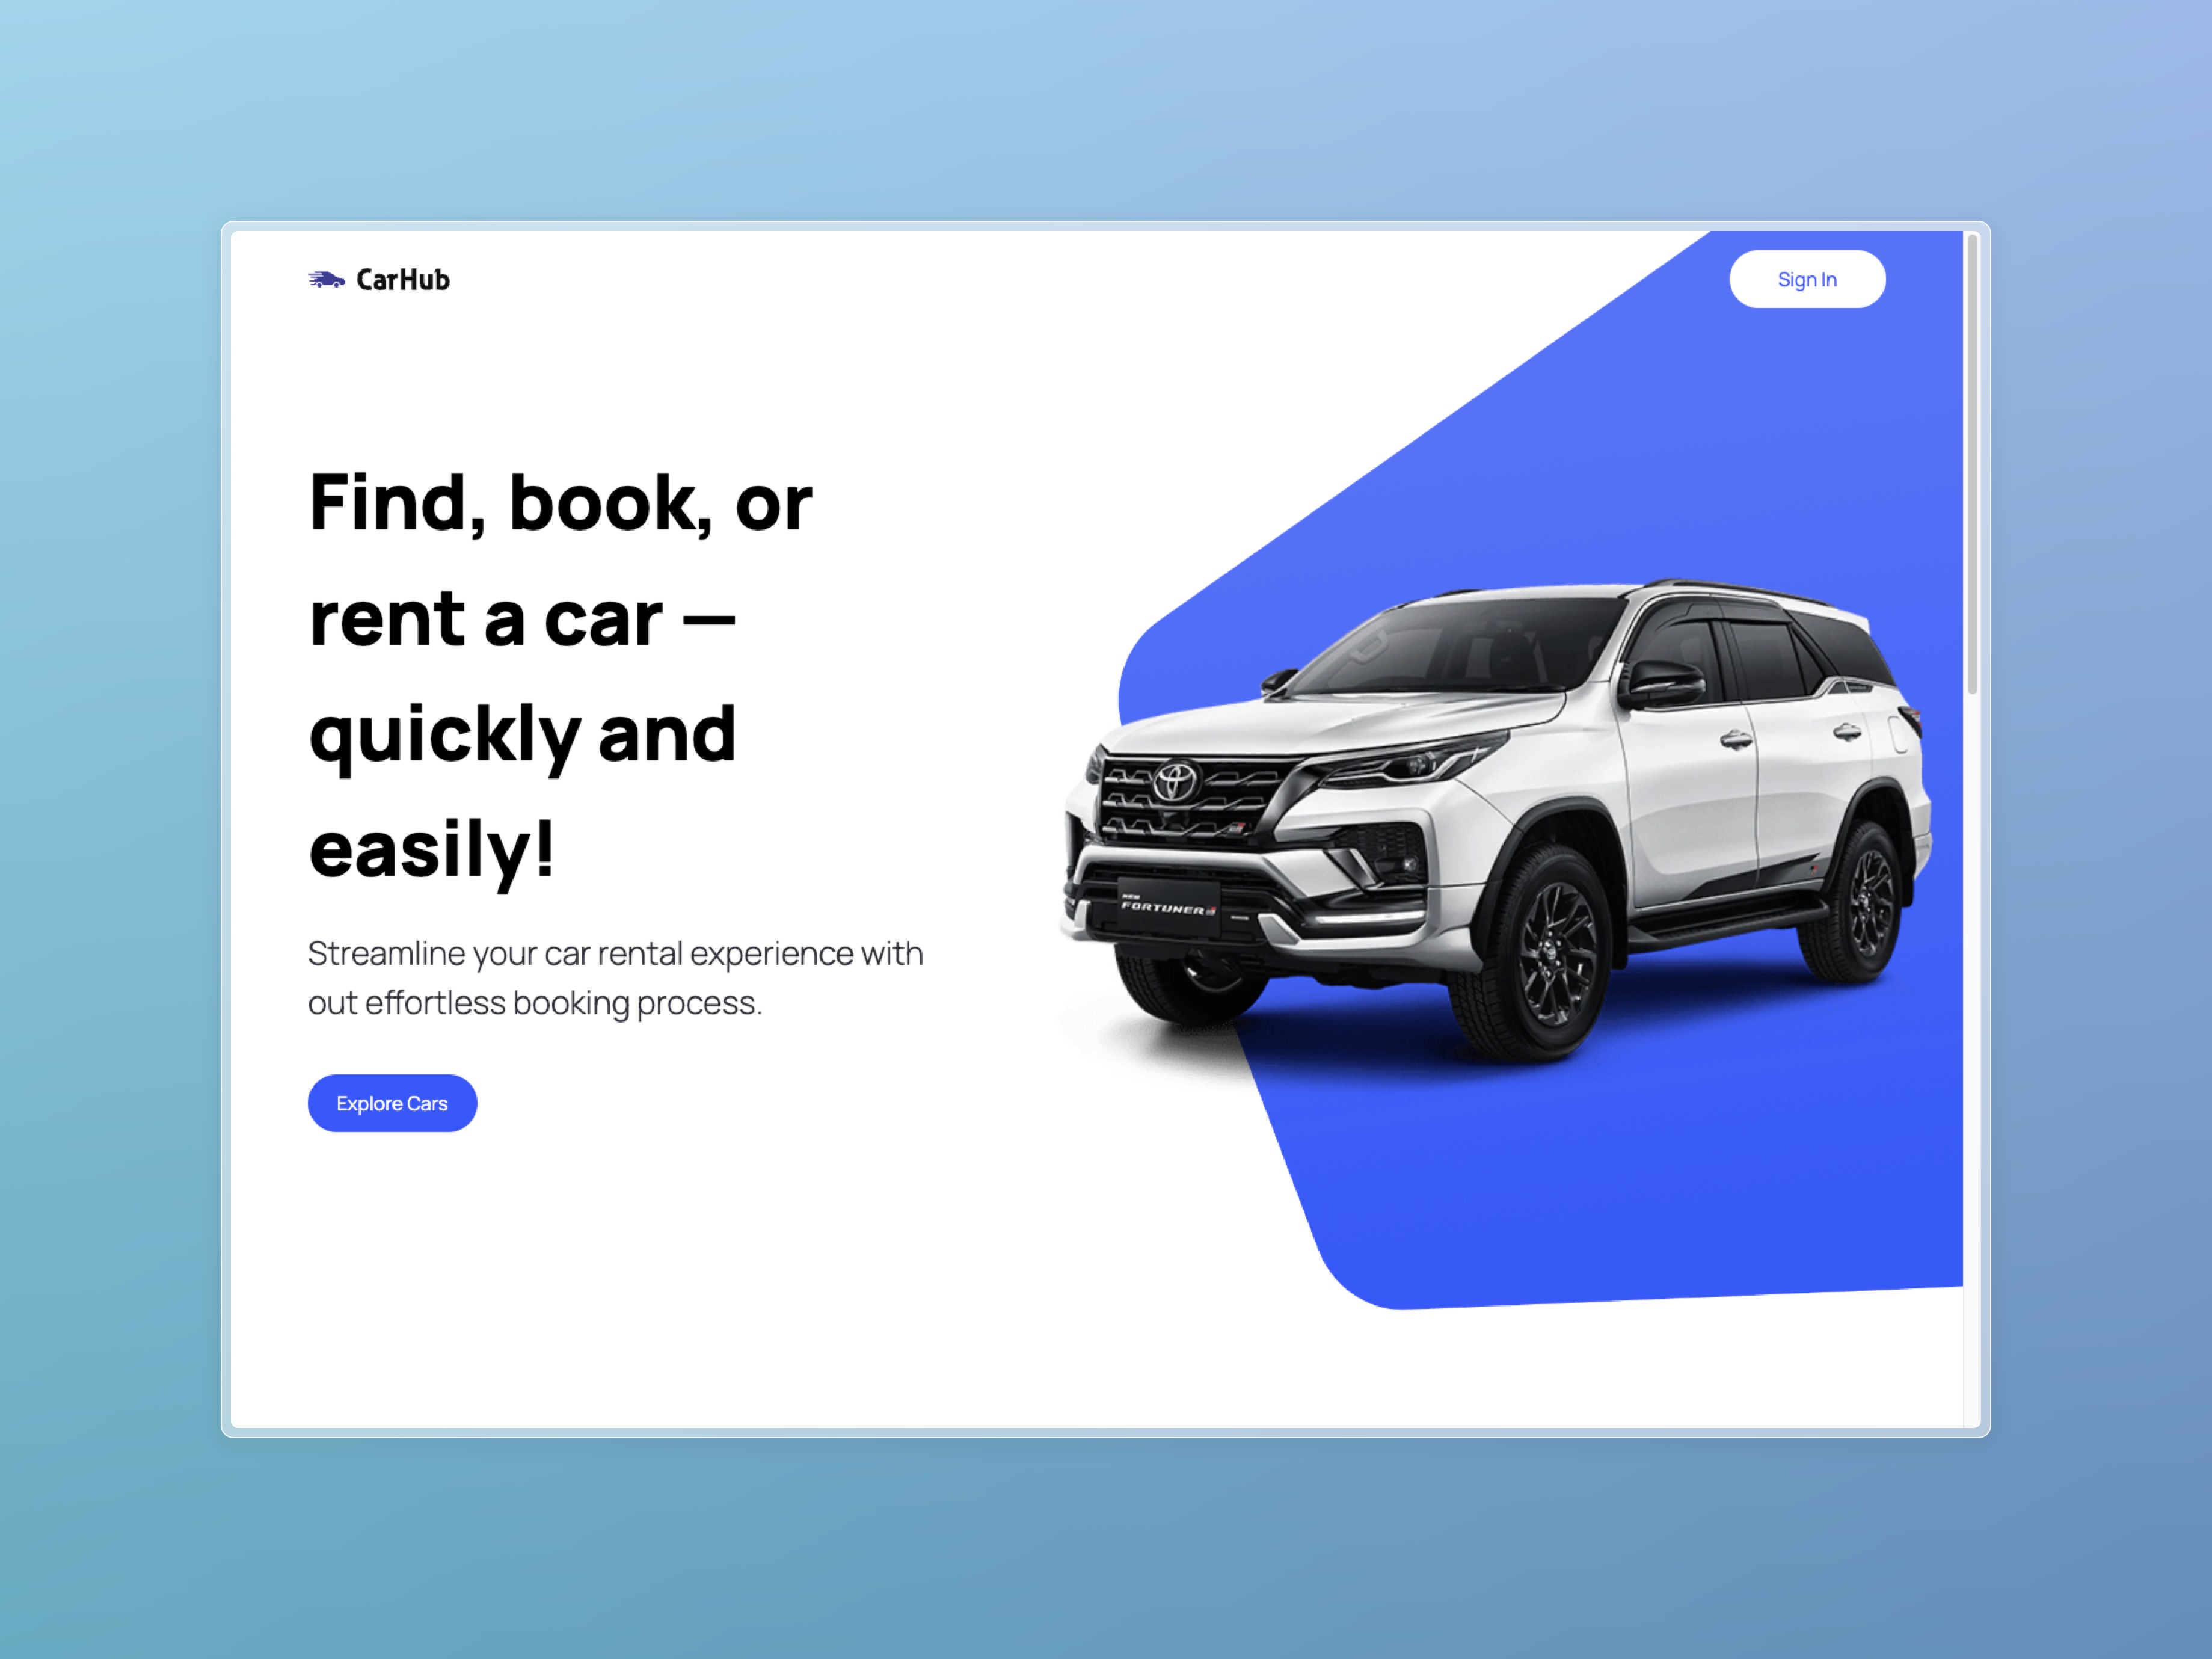 CarHub
Sign In
Find, book, or
rent a car —
quickly and
easily!
Streamline your car rental experience with
out effortless booking process.
Explore Cars
NEW
FORTUNER